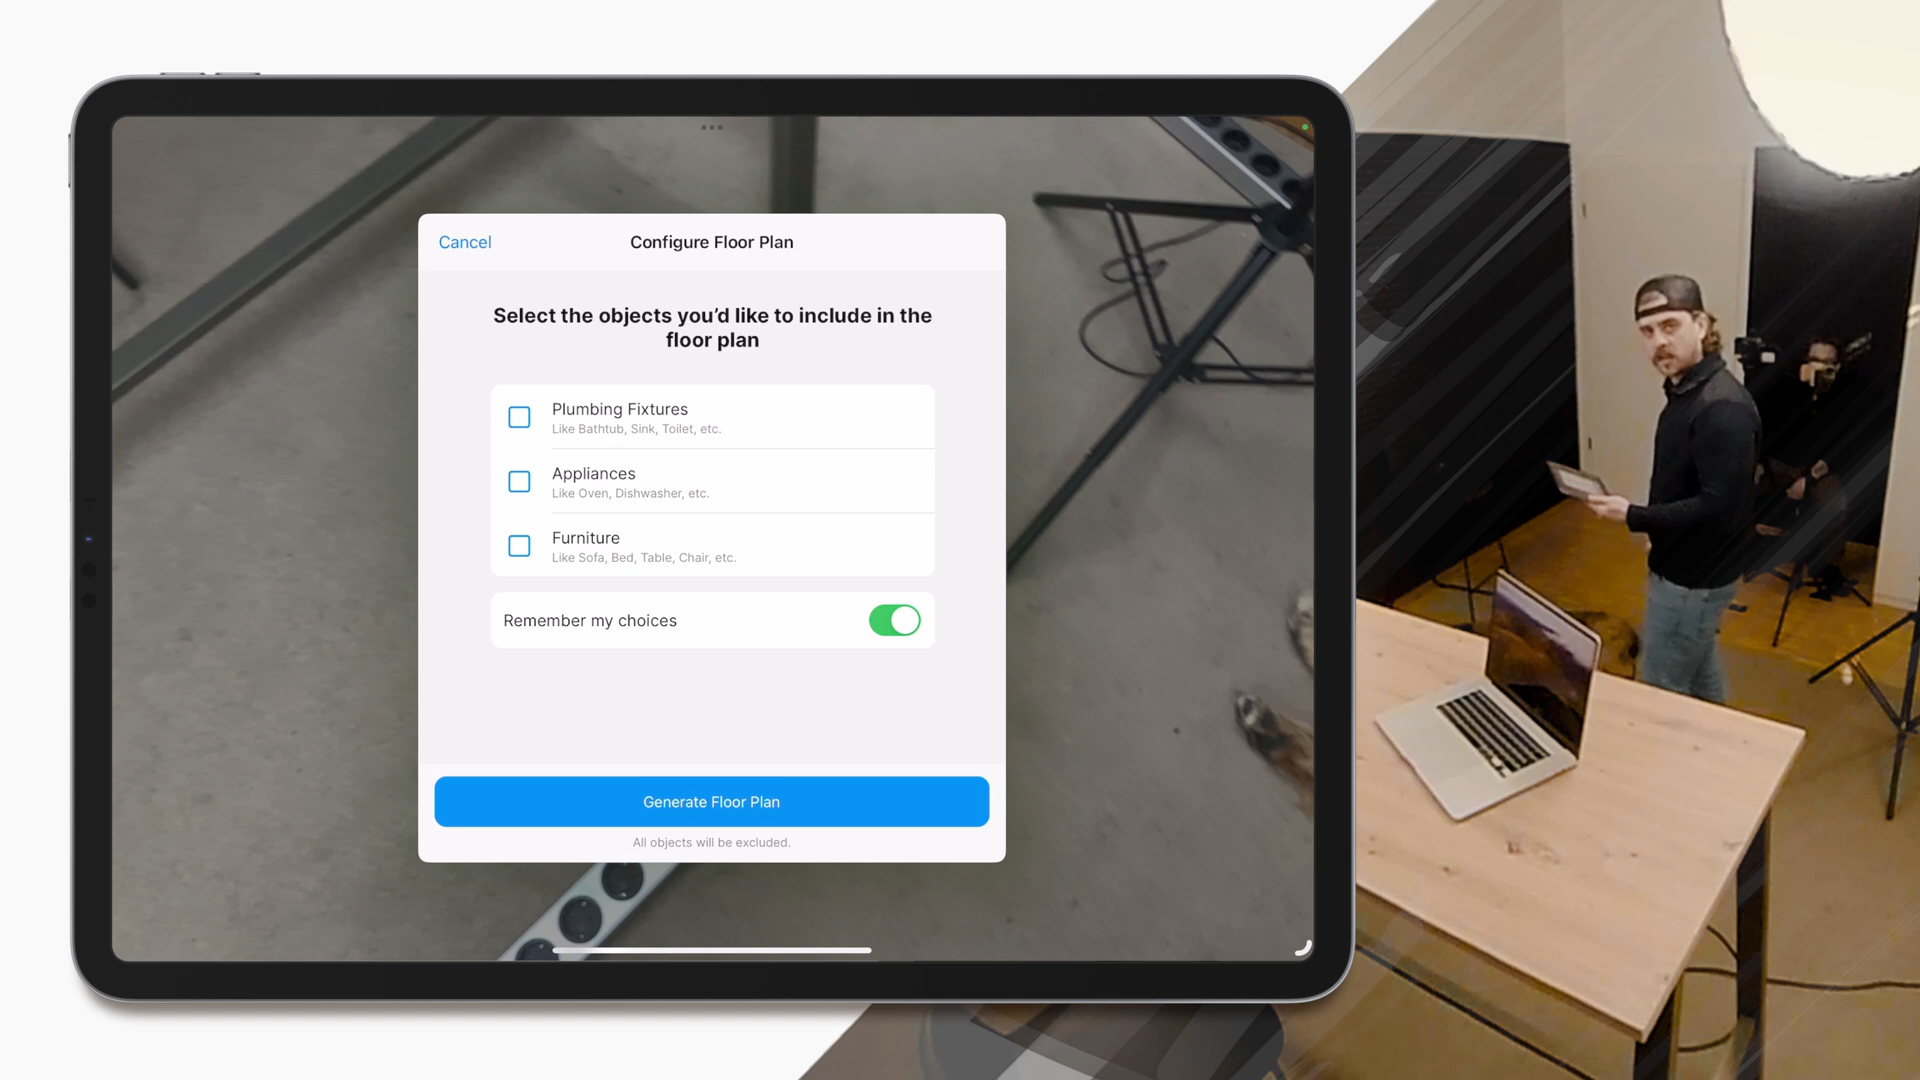 Cancel
Configure Floor Plan
Select the objects you’d like to include in the
floor plan
Plumbing Fixtures
Like Bathtub, Sink, Toilet, etc.
Appliances
Like Oven, Dishwasher, etc.
Furniture
Like Sofa, Bed, Table, Chair, etc.
Remember my choices
Generate Floor Plan
All objects will be excluded.